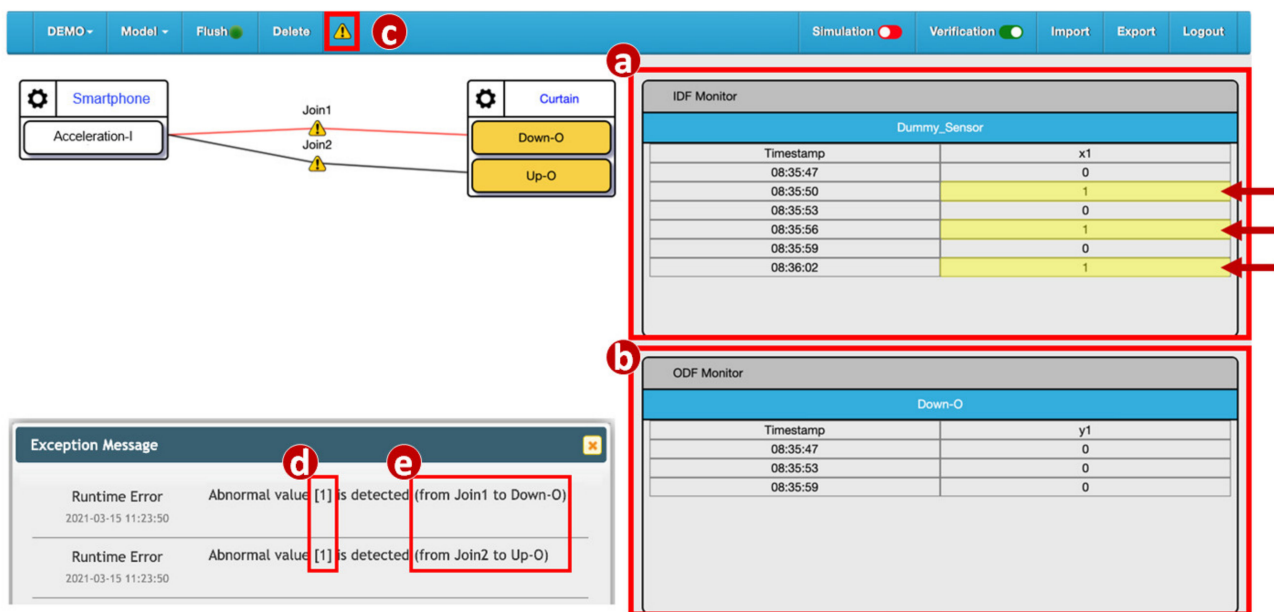 DEMO Model Flush Delete c Simulation Verification Import Export Logout
a
Smartphone
Acceleration-I
Join1
Join2
Curtain
Down-O
Up-O
IDF Monitor
Dummy_Sensor
Timestamp x1
08:35:47 0
08:35:50 1
08:35:53 0
08:35:56 1
08:35:59 0
08:36:02 1
b
ODF Monitor
Down-O
Timestamp y1
08:35:47 0
08:35:53 0
08:35:59 0
Exception Message
d e
Runtime Error Abnormal value [1] is detected (from Join1 to Down-O)
2021-03-15 11:23:50
Runtime Error Abnormal value [1] is detected (from Join2 to Up-O)
2021-03-15 11:23:50